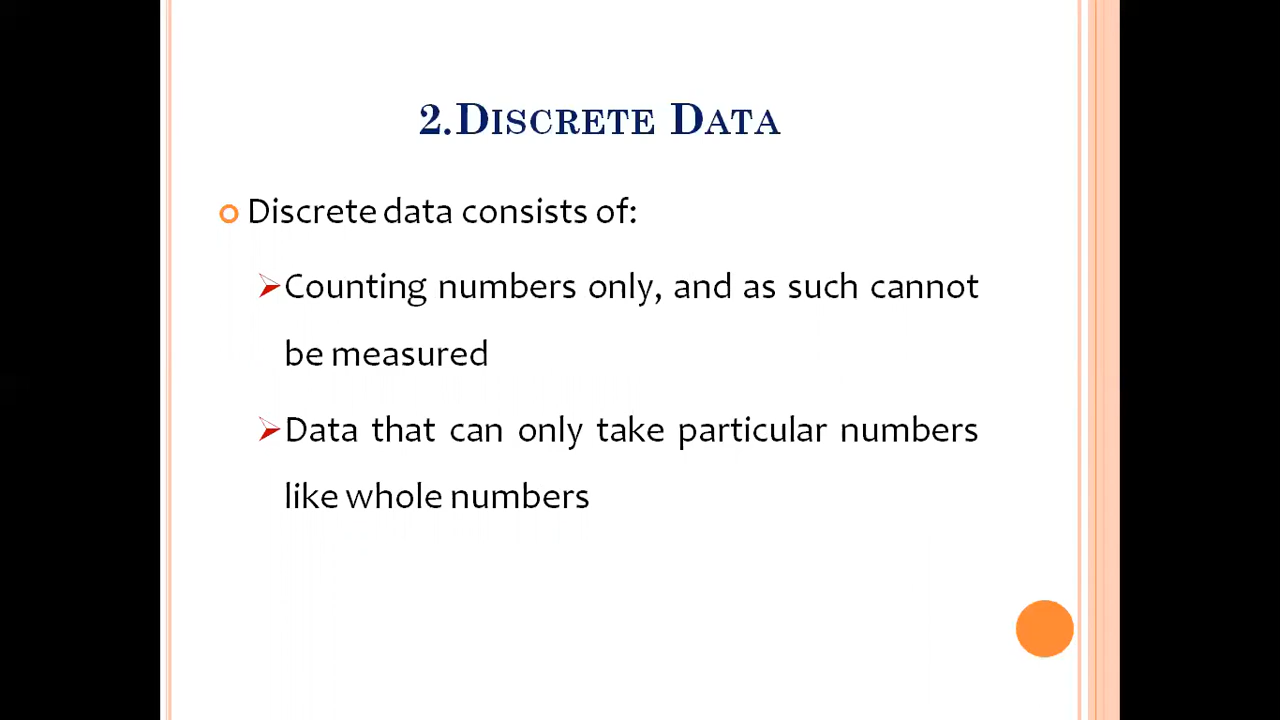 2.Discrete Data
Discrete data consists of:
Counting numbers only, and as such cannot
be measured
Data that can only take particular numbers
like whole numbers